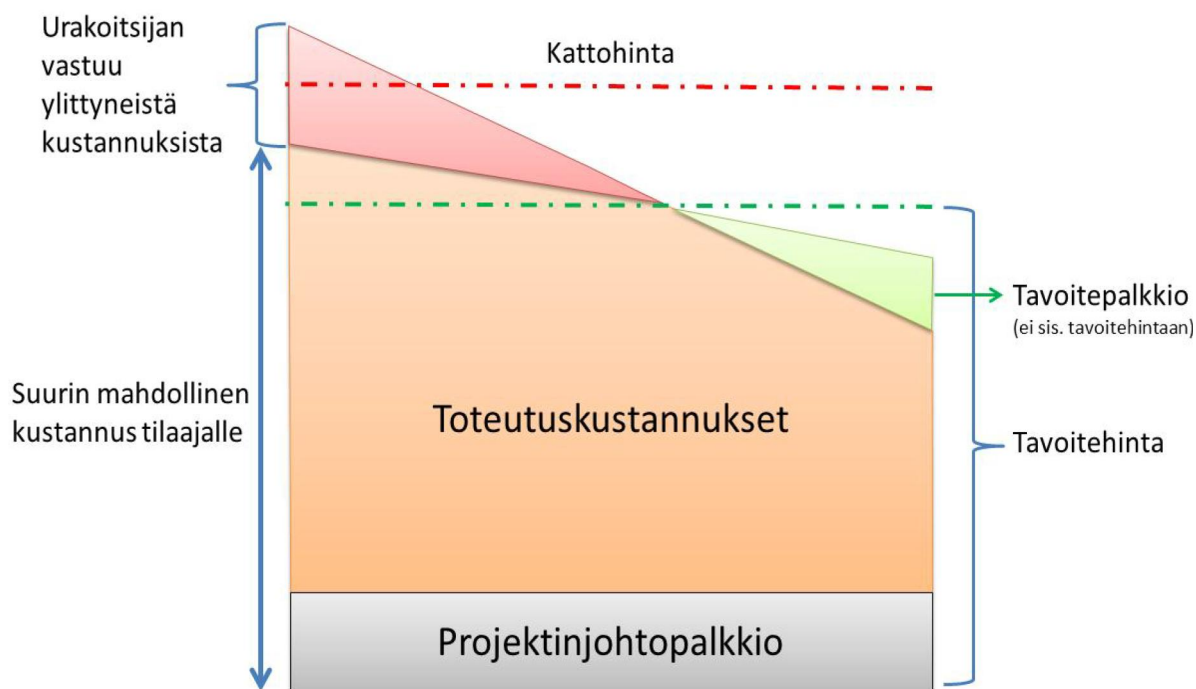 Urakoitsijan
vastuu
ylittyneistä
kustannuksista
Kattohinta
Tavoitepalkkio
(ei sis. tavoitehintaan)
Suurin mahdollinen
kustannus tilaajalle
Toteutuskustannukset
Tavoitehinta
Projektinjohtopalkkio